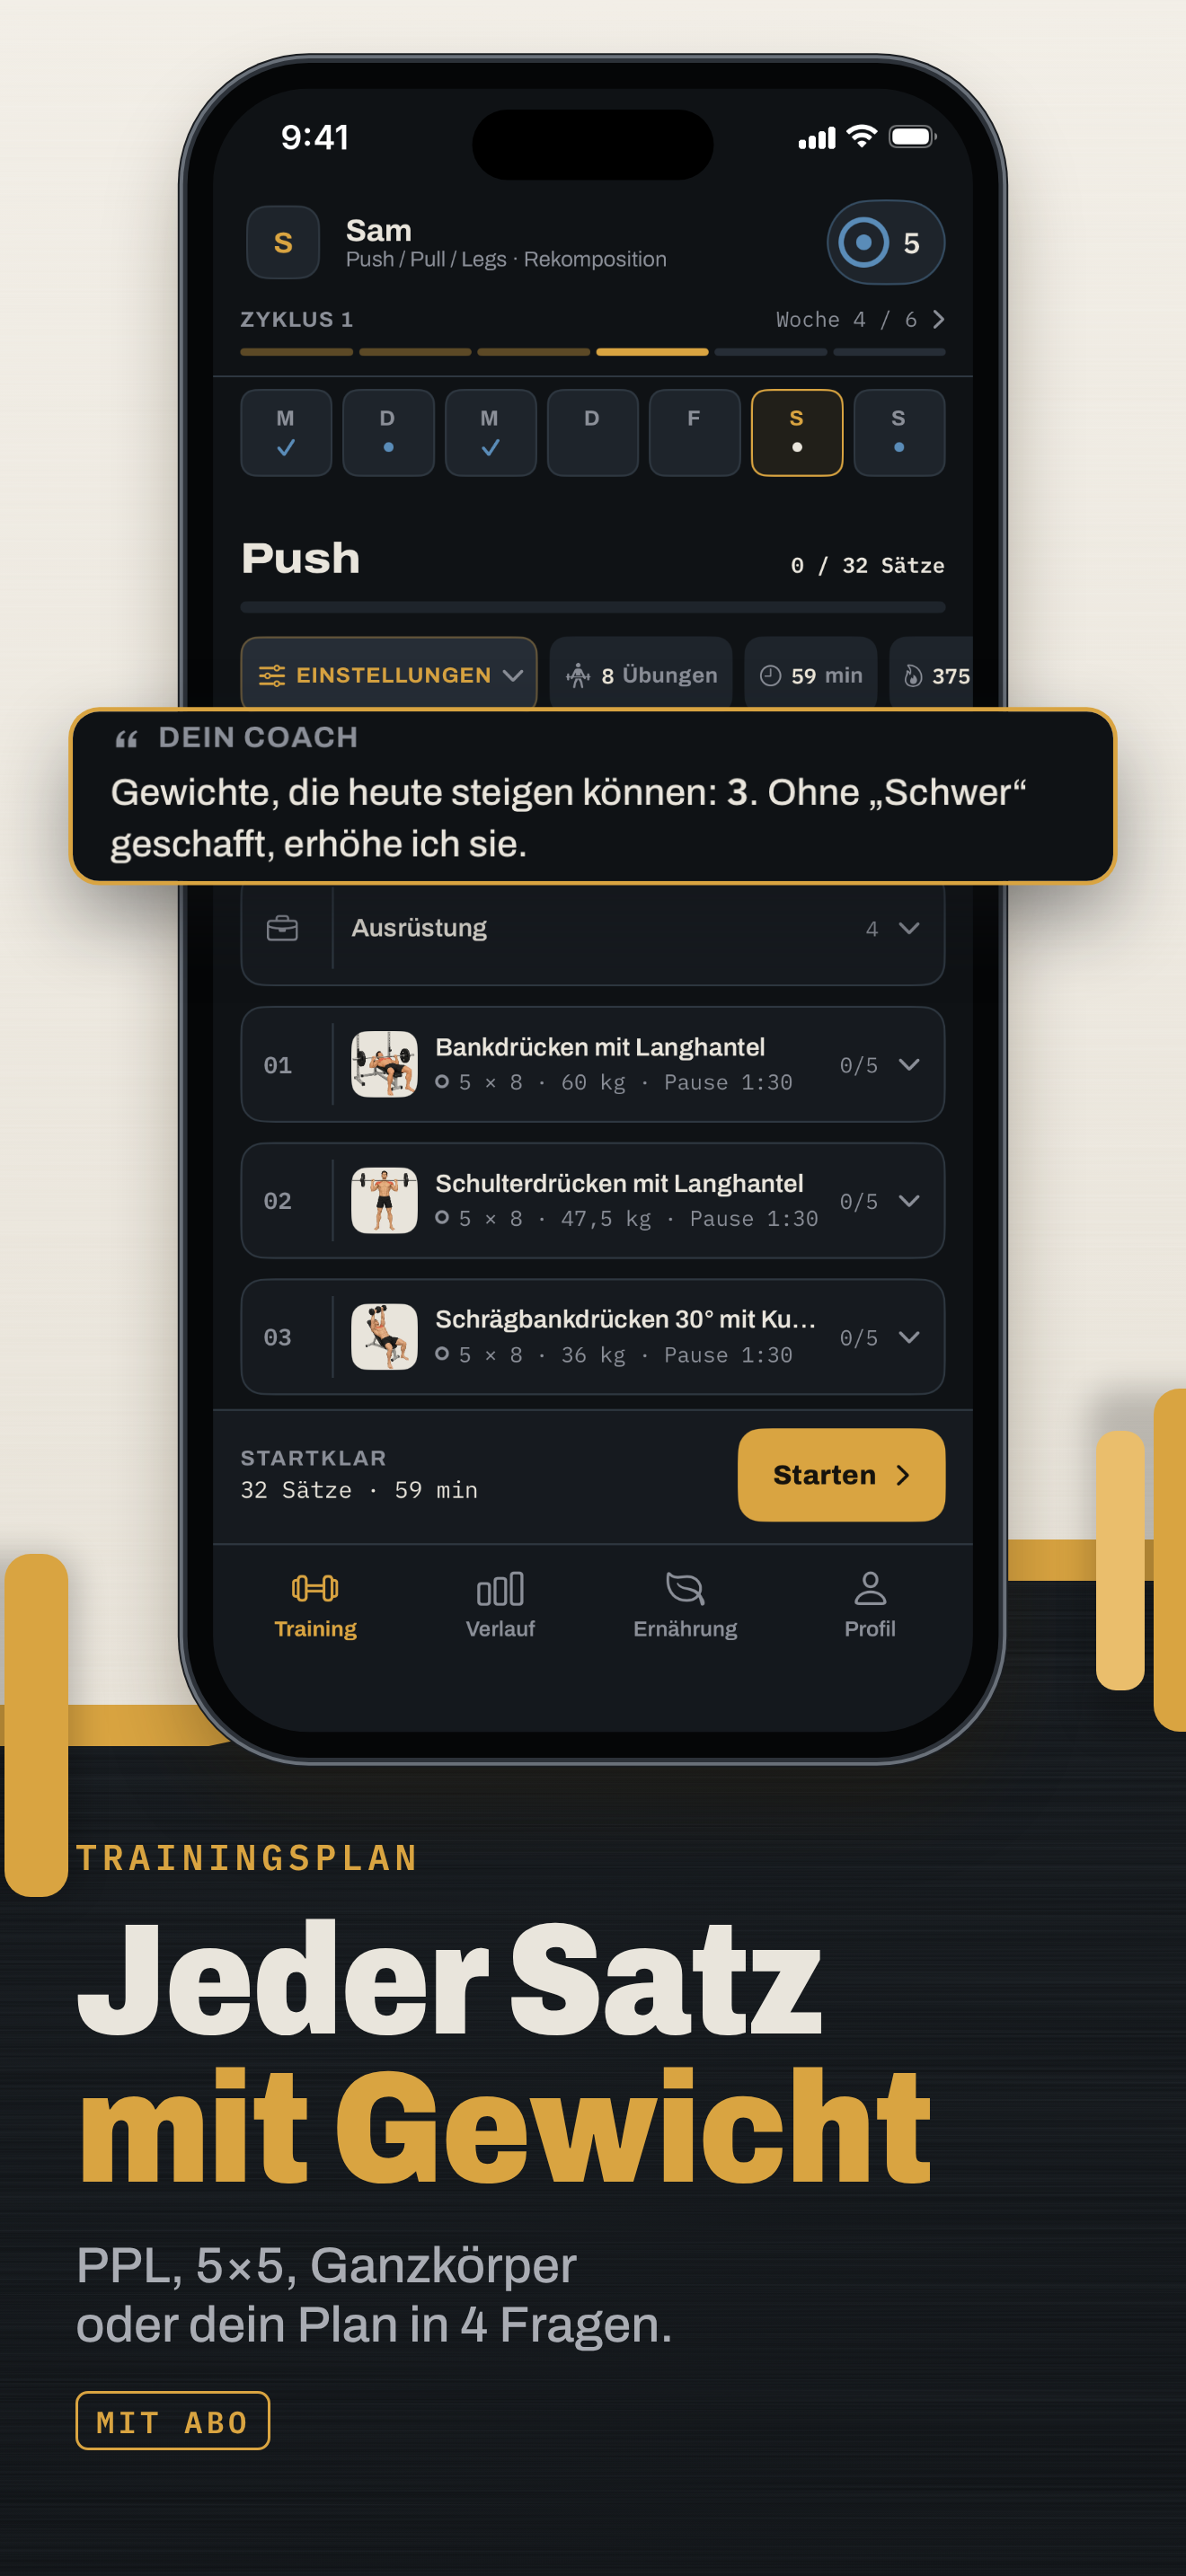 9:41
S
Sam
Push / Pull / Legs · Rekomposition
5
ZYKLUS 1
Woche 4 / 6
M D M D F S S
Push
0 / 32 Sätze
EINSTELLUNGEN
8 Übungen
59 min
375
“ DEIN COACH
Gewichte, die heute steigen können: 3. Ohne „Schwer“
geschafft, erhöhe ich sie.
Ausrüstung
4
01
Bankdrücken mit Langhantel
5 × 8 · 60 kg · Pause 1:30
0/5
02
Schulterdrücken mit Langhantel
5 × 8 · 47,5 kg · Pause 1:30
0/5
03
Schrägbankdrücken 30° mit Ku...
5 × 8 · 36 kg · Pause 1:30
0/5
STARTKLAR
32 Sätze · 59 min
Starten
Training
Verlauf
Ernährung
Profil
TRAININGSPLAN
Jeder Satz
mit Gewicht
PPL, 5×5, Ganzkörper
oder dein Plan in 4 Fragen.
MIT ABO